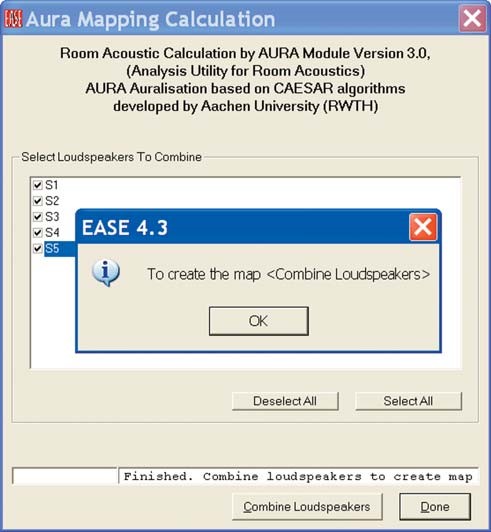 EASE Aura Mapping Calculation
Room Acoustic Calculation by AURA Module Version 3.0,
(Analysis Utility for Room Acoustics)
AURA Auralisation based on CAESAR algorithms
developed by Aachen University (RWTH)
Select Loudspeakers To Combine
S1
S2
S3
S4
S5
EASE 4.3
To create the map <Combine Loudspeakers>
OK
Deselect All Select All
Finished. Combine loudspeakers to create map
Combine Loudspeakers Done